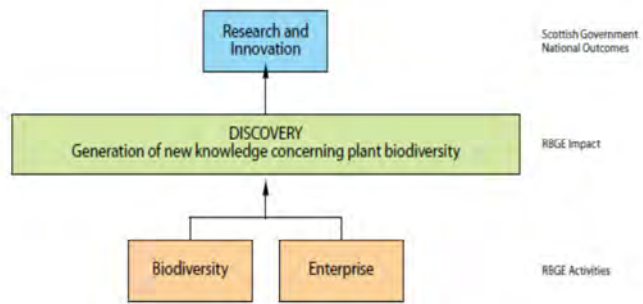 Research and
Innovation
Scottish Government
National Outcomes
DISCOVERY
Generation of new knowledge concerning plant biodiversity
RBGE Impact
Biodiversity
Enterprise
RBGE Activities